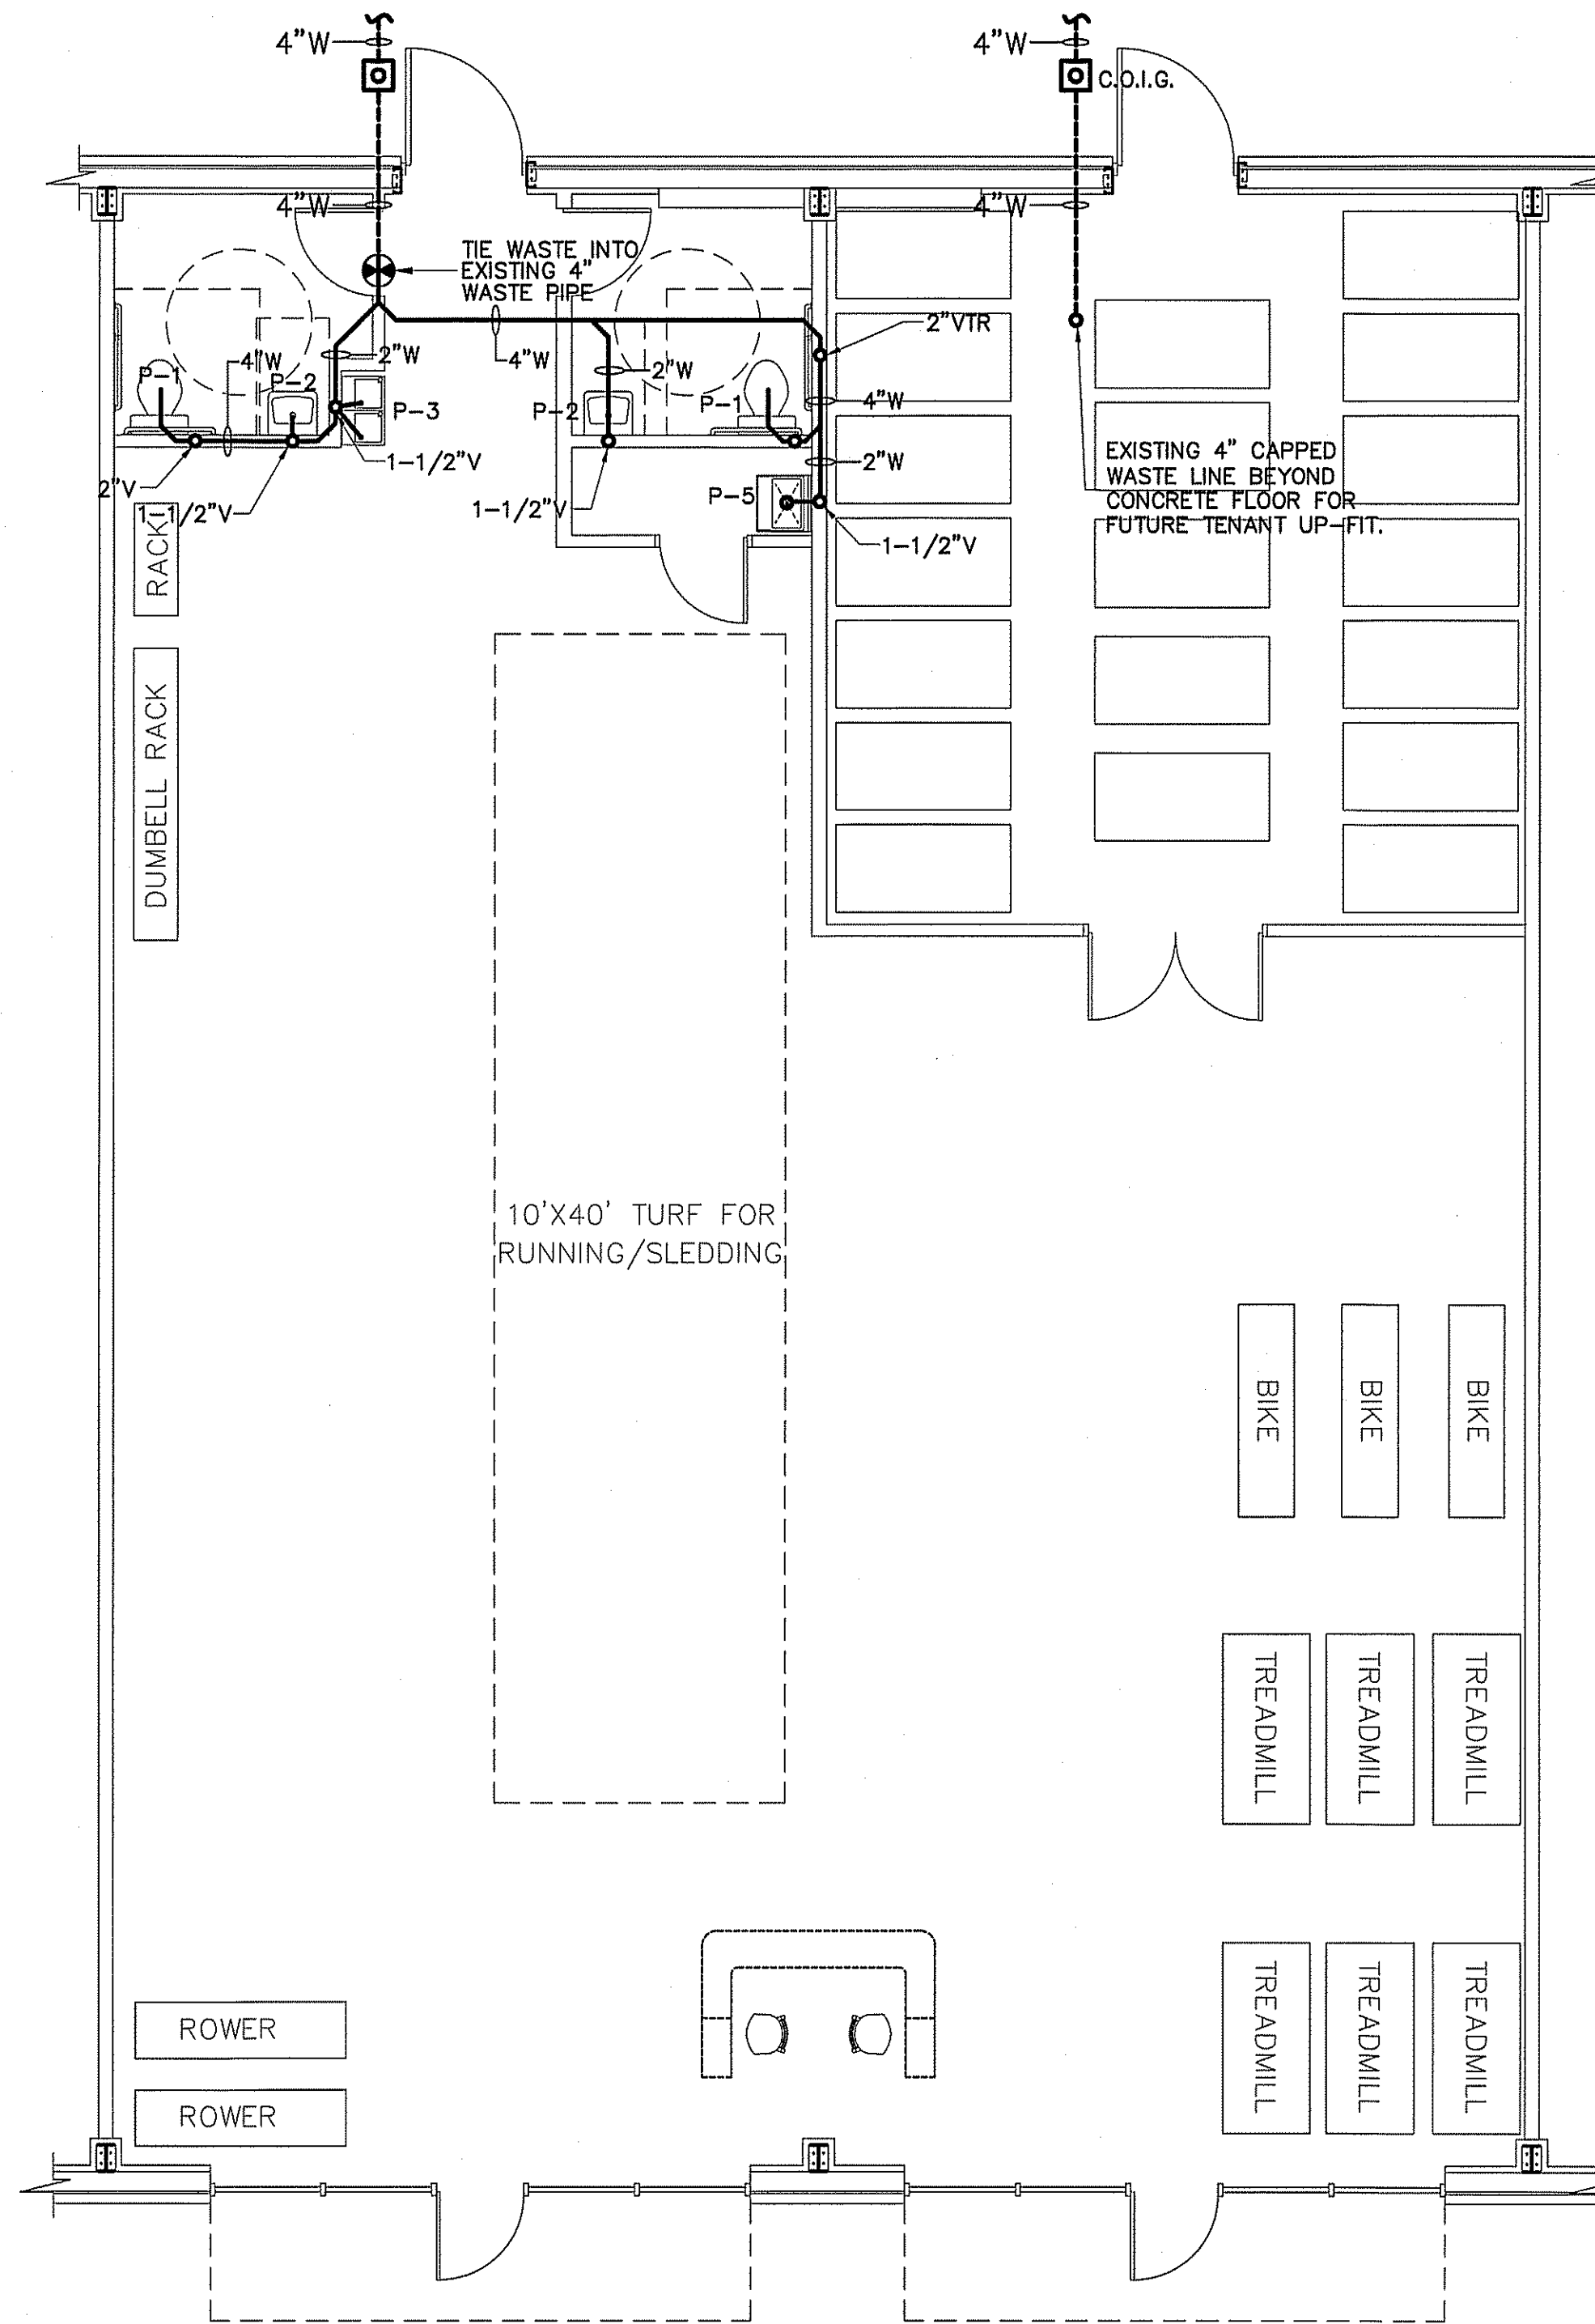 4"W
4"W
C.O.I.G.
4"W
4"W
TIE WASTE INTO
EXISTING 4"
WASTE PIPE
2"VTR
2"W
4"W
4"W
2"W
P-1
P-2
P-3
P-2
P-1
4"W
1-1/2"V
2"W
EXISTING 4" CAPPED
WASTE LINE BEYOND
CONCRETE FLOOR FOR
FUTURE TENANT UP-FIT.
2"V
1-1/2"V
1-1/2"V
P-5
1-1/2"V
RACK
DUMBELL RACK
10'X40' TURF FOR
RUNNING/SLEDDING
BIKE
BIKE
BIKE
TREADMILL
TREADMILL
TREADMILL
TREADMILL
TREADMILL
TREADMILL
ROWER
ROWER